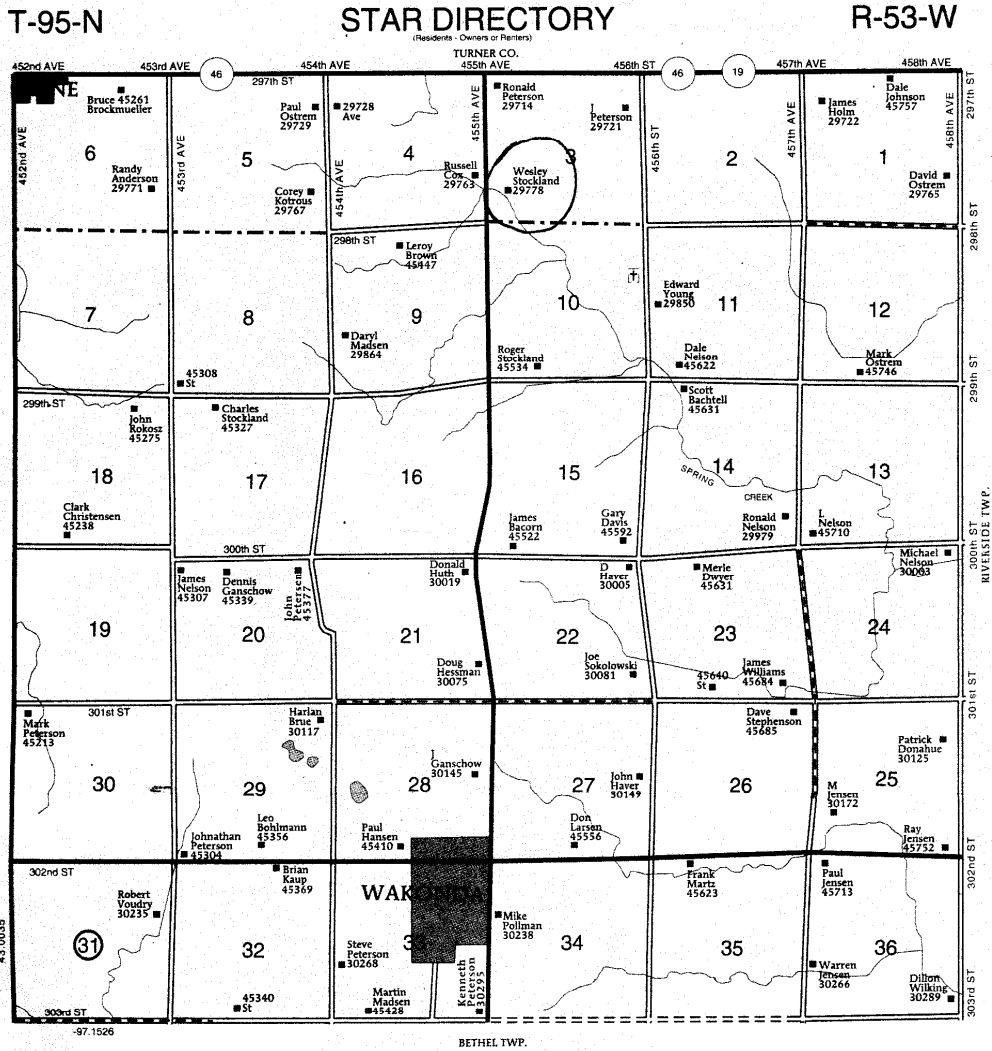 T-95-N
STAR DIRECTORY
R-53-W
(Residents - Owners or Renters)
TURNER CO.
452nd AVE
453rd AVE
46
454th AVE
455th AVE
456th ST
46
19
457th AVE
458th AVE
297th ST
NE
Bruce 45261
Brockmueller
Paul
Ostrem
29729
29728
Ave
Ronald
Peterson
29714
J
Peterson
29721
James
Holm
29722
Dale
Johnson
45757
297th ST
452nd AVE
453rd AVE
454th AVE
455th AVE
456th ST
457th AVE
458th AVE
6
5
4
3
2
1
Randy
Anderson
29771
Corey
Kotrous
29767
Russell
Cox
29763
Wesley
Stockland
29778
David
Ostrem
29765
298th ST
298th ST
Leroy
Brown
45447
Edward
Young
29850
7
8
9
10
11
12
Daryl
Madsen
29864
Roger
Stockland
45534
Dale
Nelson
45622
Mark
Ostrem
45746
45308
St
299th ST
299th ST
John
Rokosz
45275
Charles
Stockland
45327
Scott
Bachtell
45631
18
17
16
15
14
13
SPRING
CREEK
Clark
Christensen
45238
James
Bacorn
45522
Gary
Davis
45592
Ronald
Nelson
29979
L
Nelson
45710
RIVERSIDE TWP.
300th ST
300th ST
James
Nelson
45307
Dennis
Ganschow
45339
John
Petersen
45377
Donald
Huth
30019
D
Haver
30005
Merle
Dwyer
45631
Michael
Nelson
30003
19
20
21
22
23
24
Doug
Hessman
30075
Joe
Sokolowski
30081
45640
St
James
Williams
45684
301st ST
301st ST
Mark
Peterson
45213
Harlan
Brue
30117
Dave
Stephenson
45685
Patrick
Donahue
30125
J
Ganschow
30145
John
Haver
30149
M
Jensen
30172
30
29
28
27
26
25
Johnathan
Peterson
45304
Leo
Bohlmann
45356
Paul
Hansen
45410
Don
Larsen
45556
Ray
Jensen
45752
302nd ST
302nd ST
Brian
Kaup
45369
WAKONDA
Frank
Martz
45623
Paul
Jensen
45713
Robert
Voudry
30235
Mike
Pollman
30238
31
32
33
34
35
36
Steve
Peterson
30268
Kenneth
Peterson
30295
Warren
Jensen
30266
Dillon
Wilking
30289
45340
St
Martin
Madsen
45428
303rd ST
303rd ST
43.0035
-97.1526
BETHEL TWP.